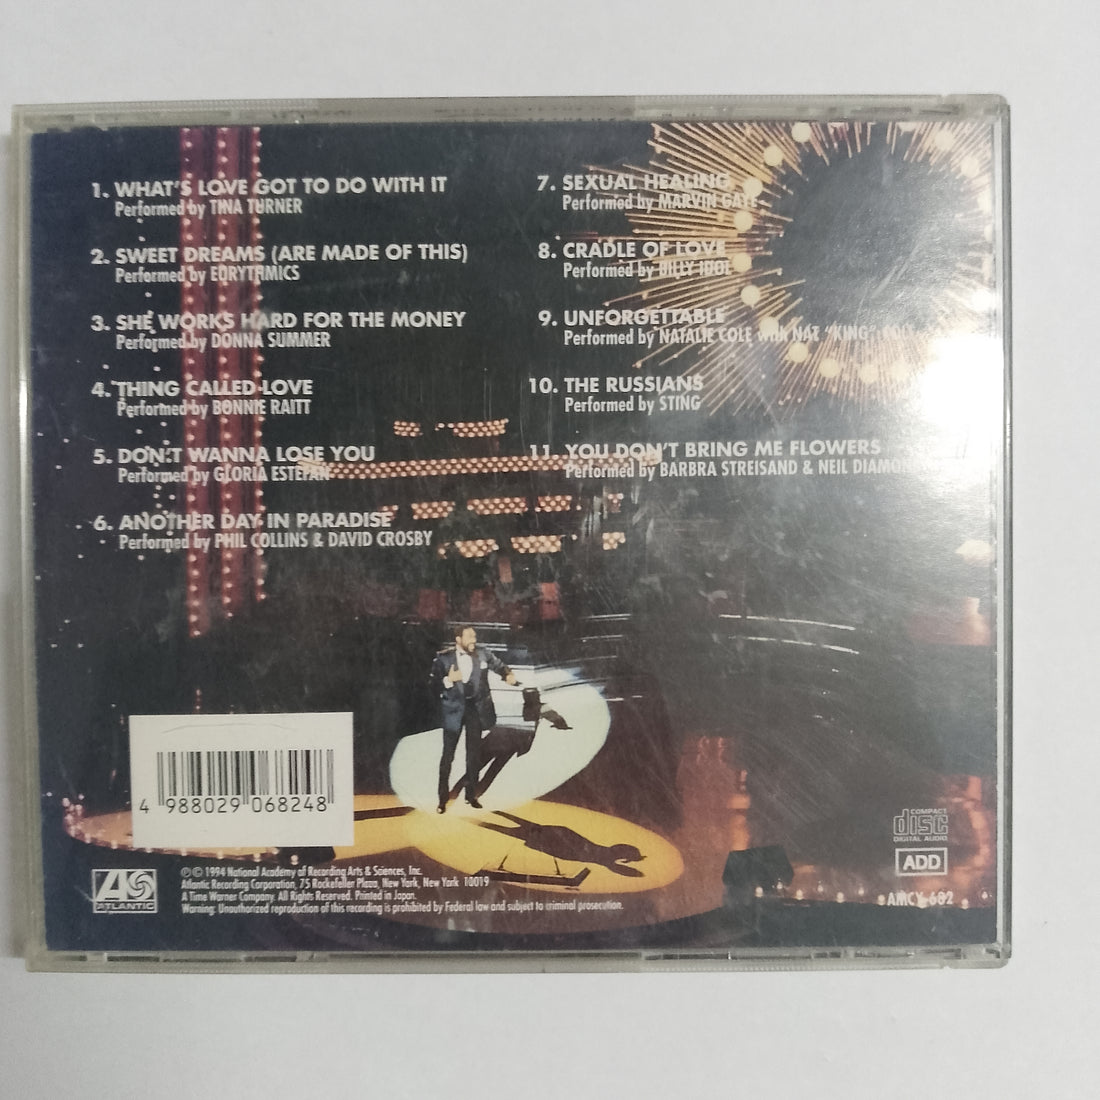 1. WHAT'S LOVE GOT TO DO WITH IT
Performed by TINA TURNER
2. SWEET DREAMS (ARE MADE OF THIS)
Performed by EURYTHMICS
3. SHE WORKS HARD FOR THE MONEY
Performed by DONNA SUMMER
4. THING CALLED LOVE
Performed by BONNIE RAITT
5. DON'T WANNA LOSE YOU
Performed by GLORIA ESTEFAN
6. ANOTHER DAY IN PARADISE
Performed by PHIL COLLINS & DAVID CROSBY
7. SEXUAL HEALING
Performed by MARVIN GAYE
8. CRADLE OF LOVE
Performed by BILLY IDOL
9. UNFORGETTABLE
Performed by NATALIE COLE with NAT "KING" COLE
10. THE RUSSIANS
Performed by STING
11. YOU DON'T BRING ME FLOWERS
Performed by BARBRA STREISAND & NEIL DIAMOND
4 988029 068248
ATLANTIC
℗ © 1994 National Academy of Recording Arts & Sciences, Inc.
Atlantic Recording Corporation, 75 Rockefeller Plaza, New York, New York 10019
A Time Warner Company. All Rights Reserved. Printed in Japan.
Warning: Unauthorized reproduction of this recording is prohibited by Federal law and subject to criminal prosecution.
COMPACT
disc
DIGITAL AUDIO
ADD
AMCY-682